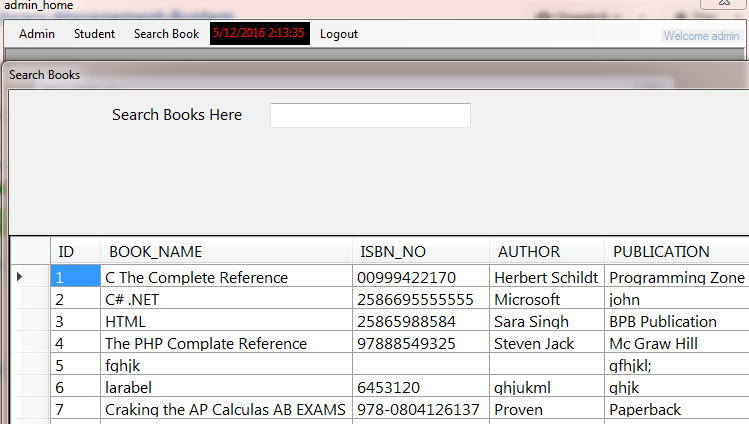 admin_home
Admin Student Search Book 5/12/2016 2:13:35 Logout Welcome admin
Search Books
Search Books Here
ID BOOK_NAME ISBN_NO AUTHOR PUBLICATION
1 C The Complete Reference 00999422170 Herbert Schildt Programming Zone
2 C# .NET 2586695555555 Microsoft john
3 HTML 25865988584 Sara Singh BPB Publication
4 The PHP Complate Reference 97888549325 Steven Jack Mc Graw Hill
5 fghjk gfhjkl;
6 larabel 6453120 ghjukml ghjk
7 Craking the AP Calculas AB EXAMS 978-0804126137 Proven Paperback